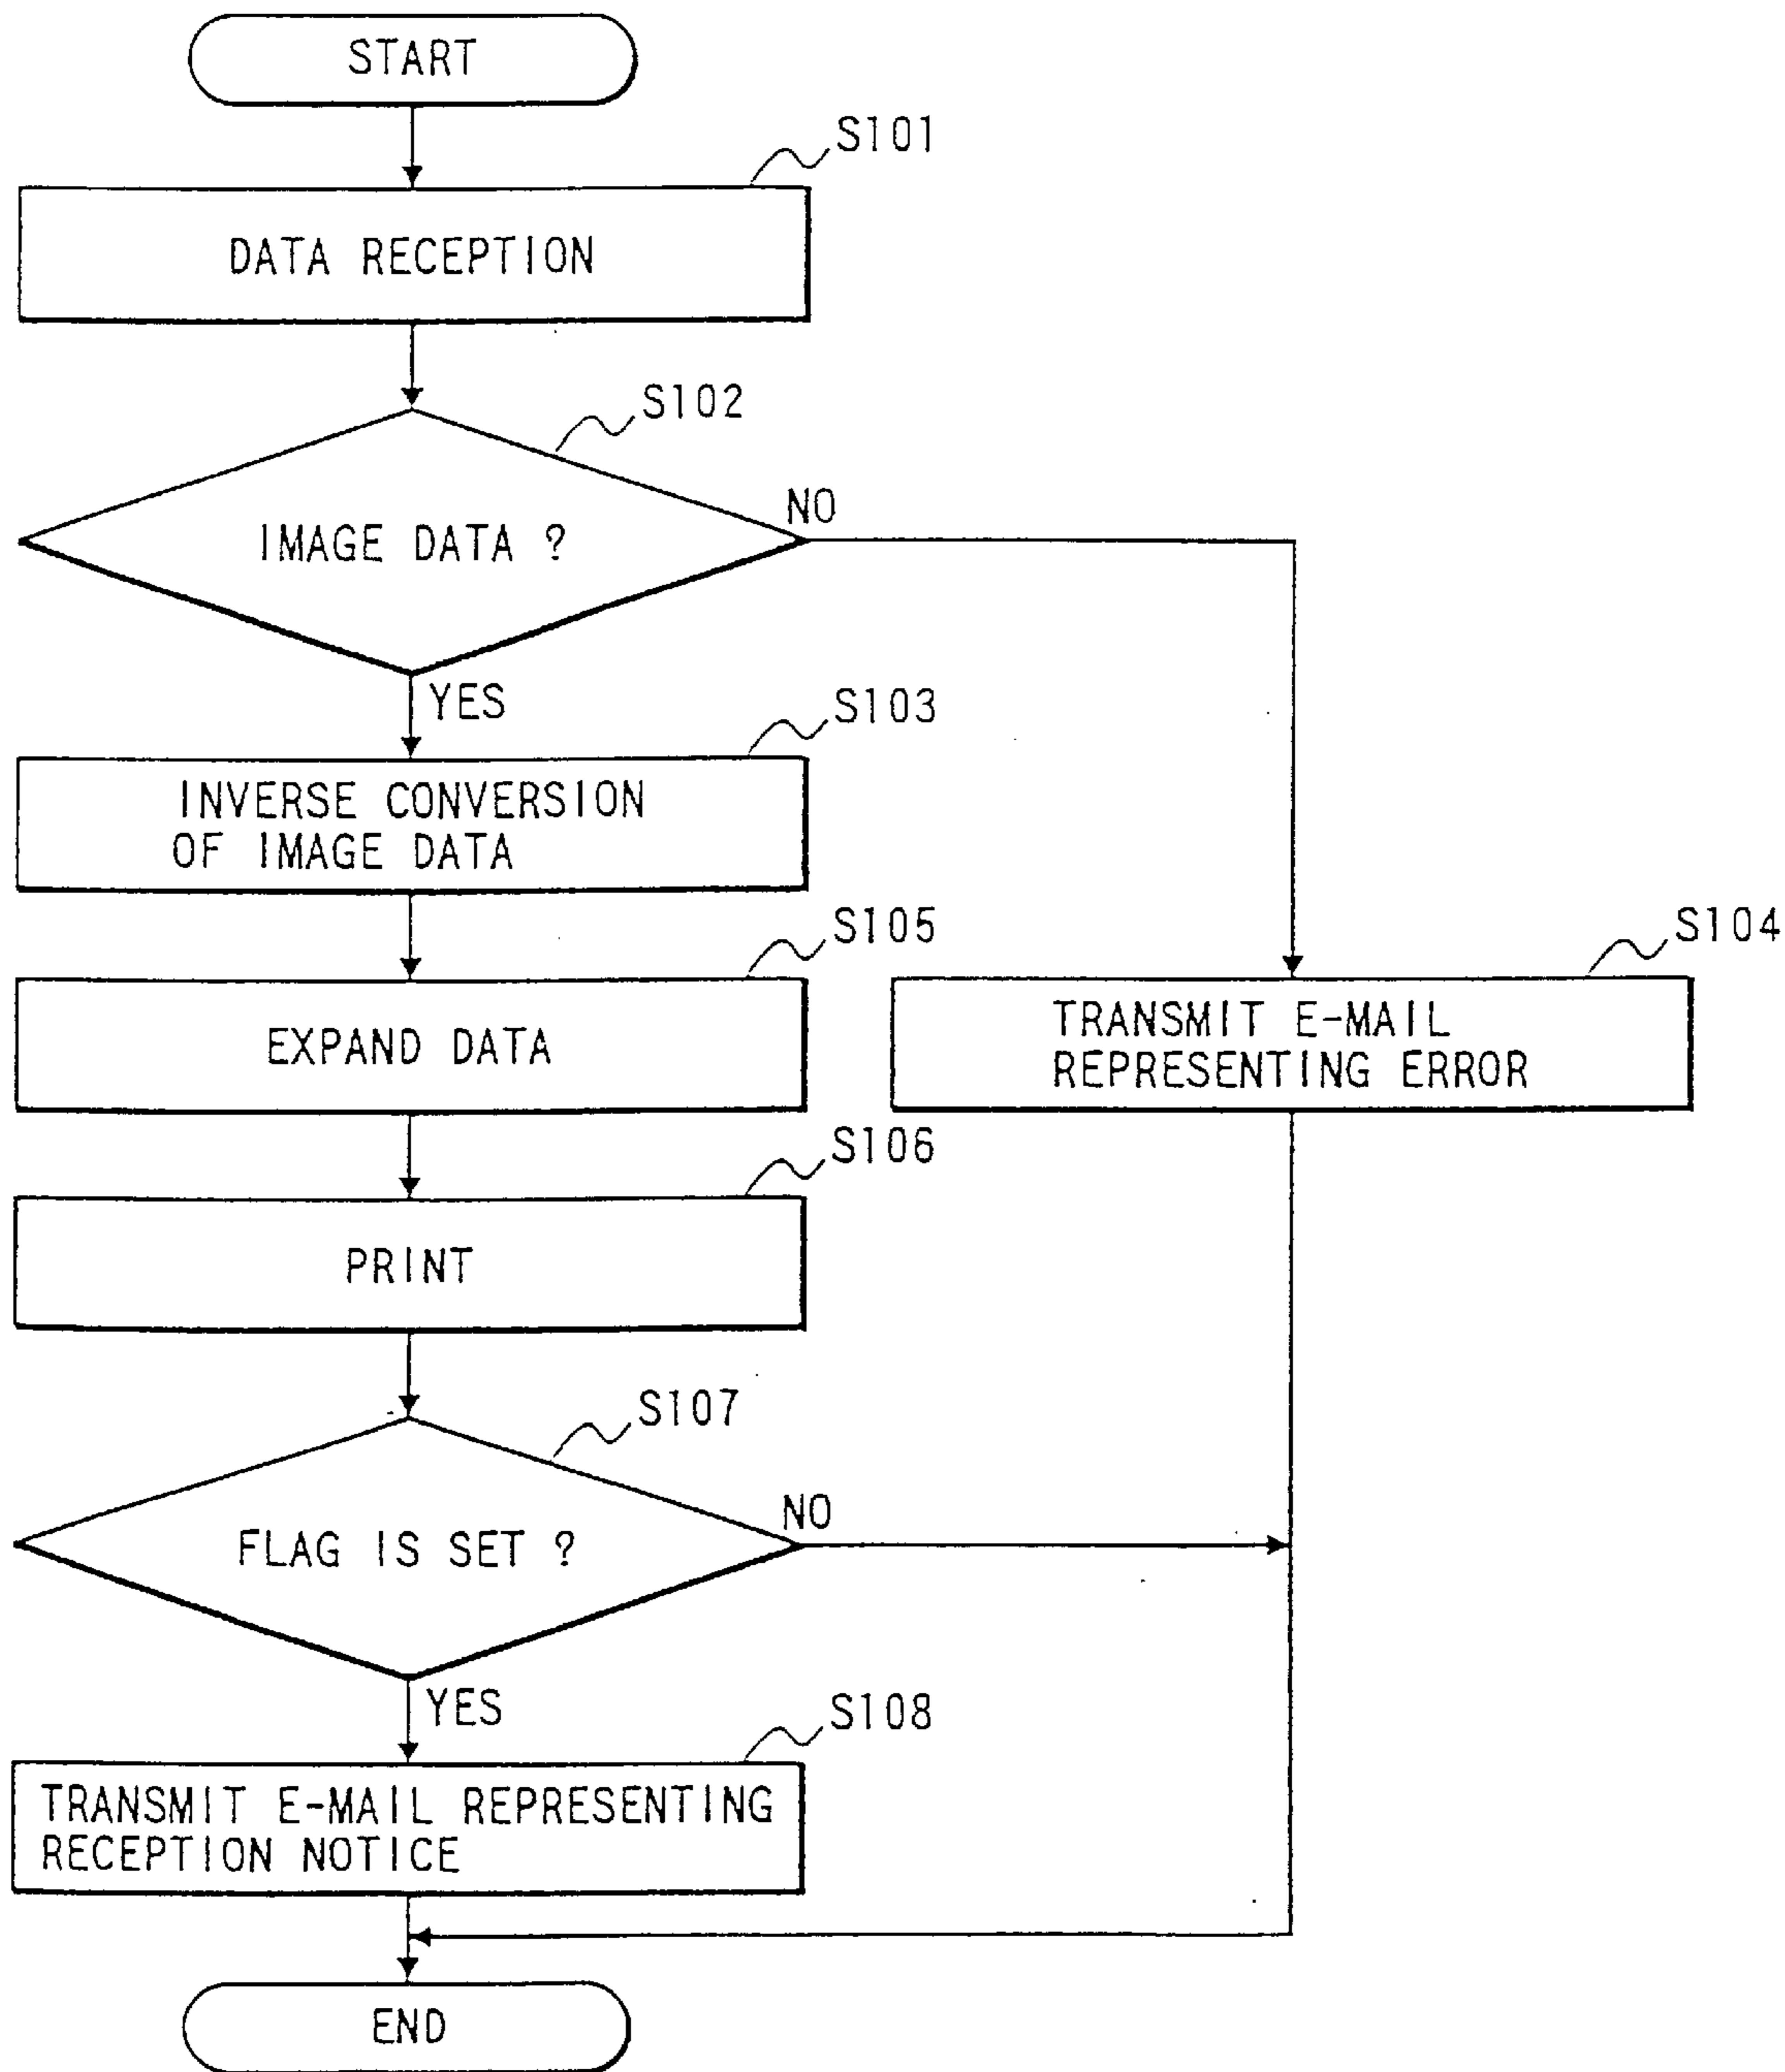 START
S101
DATA RECEPTION
S102
IMAGE DATA ?
NO
YES
S103
INVERSE CONVERSION
OF IMAGE DATA
S105
EXPAND DATA
S104
TRANSMIT E-MAIL
REPRESENTING ERROR
S106
PRINT
S107
FLAG IS SET ?
NO
YES
S108
TRANSMIT E-MAIL REPRESENTING
RECEPTION NOTICE
END